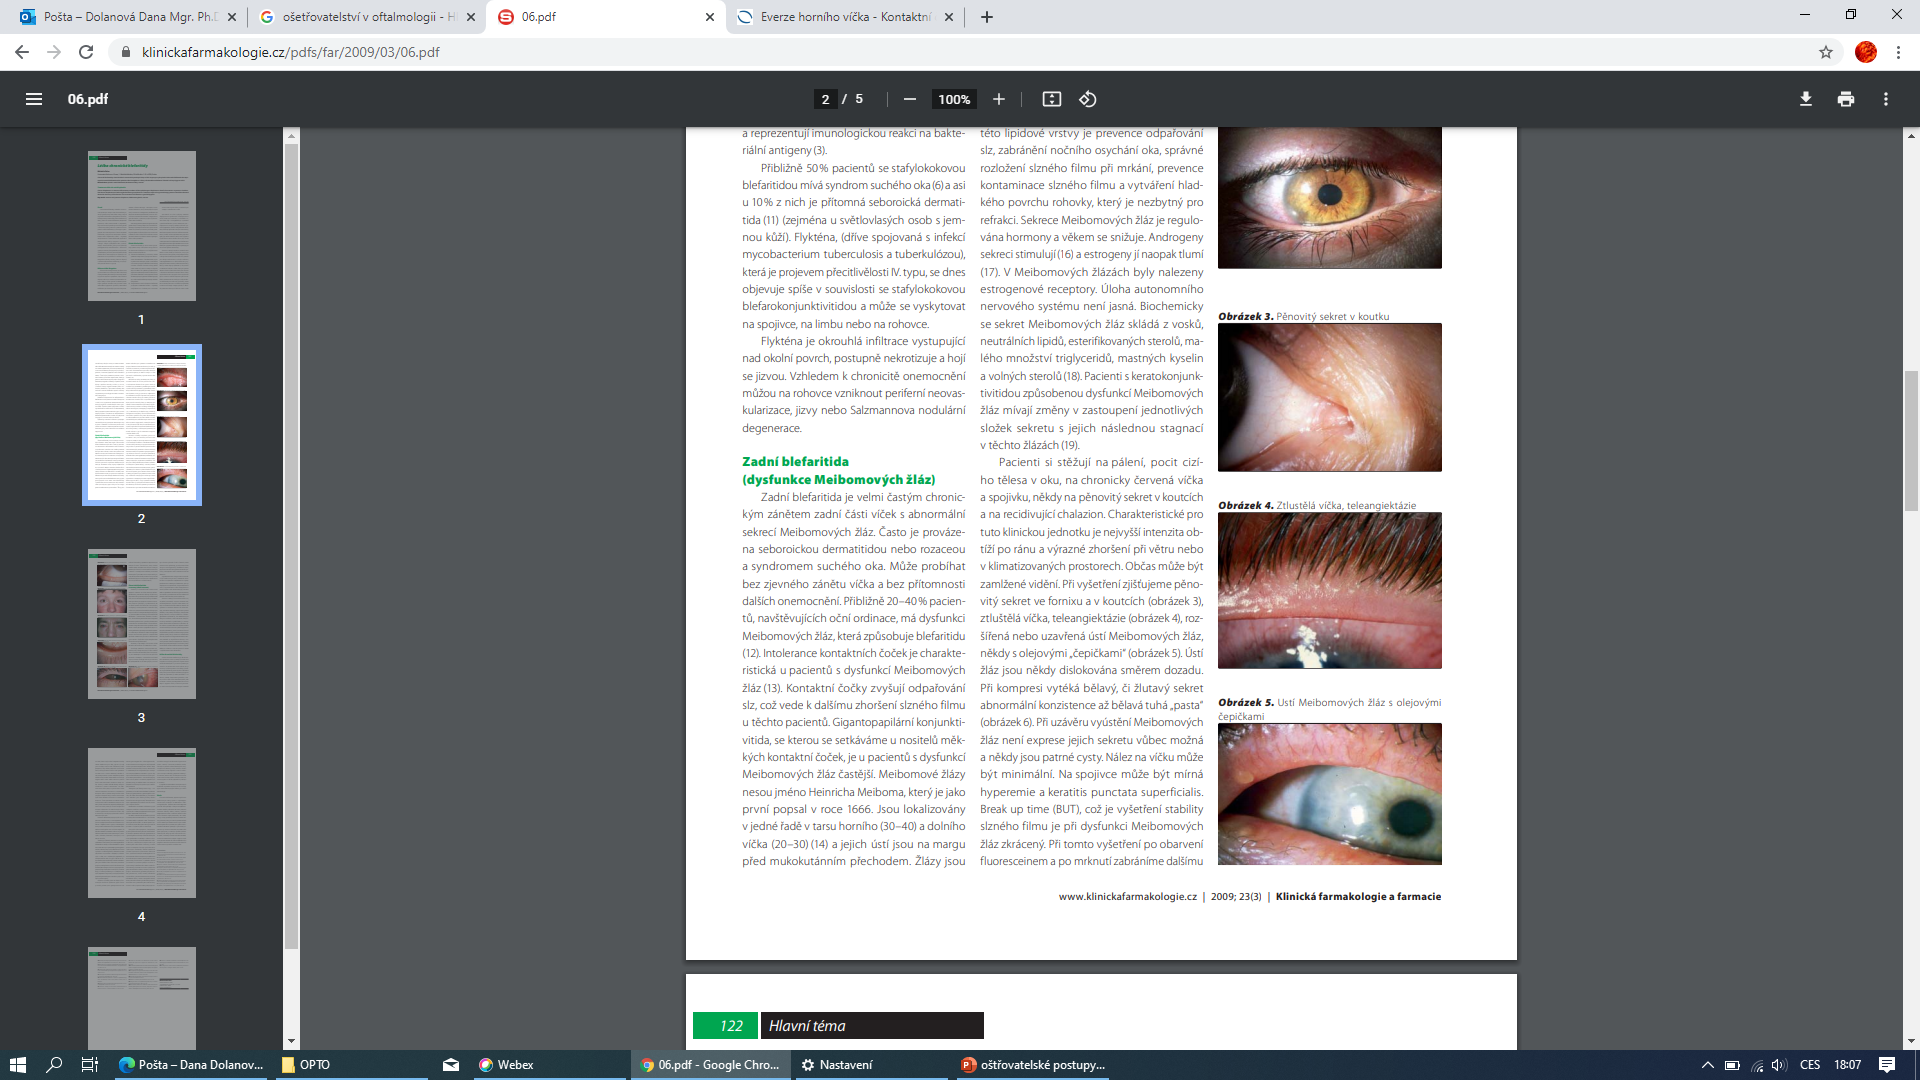 Pošta – Dolanová Dana Mgr. Ph.D
ošetřovatelství v oftalmologii - H
06.pdf
Everze horního víčka - Kontaktní
klinickafarmakologie.cz/pdfs/far/2009/03/06.pdf
06.pdf
2 / 5
100%
1
2
3
4
a reprezentují imunologickou reakci na bakte-
riální antigeny (3).
Přibližně 50 % pacientů se stafylokokovou
blefaritidou mívá syndrom suchého oka (6) a asi
u 10 % z nich je přítomná seboroická dermati-
tida (11) (zejména u světlovlasých osob s jem-
nou kůží). Flykténa, (dříve spojovaná s infekcí
mycobacterium tuberculosis a tuberkulózou),
která je projevem přecitlivělosti IV. typu, se dnes
objevuje spíše v souvislosti se stafylokokovou
blefarokonjunktivitidou a může se vyskytovat
na spojivce, na limbu nebo na rohovce.
Flykténa je okrouhlá infiltrace vystupující
nad okolní povrch, postupně nekrotizuje a hojí
se jizvou. Vzhledem k chronicitě onemocnění
můžou na rohovce vzniknout periferní neovas-
kularizace, jizvy nebo Salzmannova nodulární
degenerace.
Zadní blefaritida
(dysfunkce Meibomových žláz)
Zadní blefaritida je velmi častým chronic-
kým zánětem zadní části víček s abnormální
sekrecí Meibomových žláz. Často je prováze-
na seboroickou dermatitidou nebo rozaceou
a syndromem suchého oka. Může probíhat
bez zjevného zánětu víčka a bez přítomnosti
dalších onemocnění. Přibližně 20–40 % pacien-
tů, navštěvujících oční ordinace, má dysfunkci
Meibomových žláz, která způsobuje blefaritidu
(12). Intolerance kontaktních čoček je charakte-
ristická u pacientů s dysfunkcí Meibomových
žláz (13). Kontaktní čočky zvyšují odpařování
slz, což vede k dalšímu zhoršení slzného filmu
u těchto pacientů. Gigantopapilární konjunkti-
vitida, se kterou se setkáváme u nositelů měk-
kých kontaktní čoček, je u pacientů s dysfunkcí
Meibomových žláz častější. Meibomové žlázy
nesou jméno Heinricha Meiboma, který je jako
první popsal v roce 1666. Jsou lokalizovány
v jedné řadě v tarsu horního (30–40) a dolního
víčka (20–30) (14) a jejich ústí jsou na margu
před mukokutánním přechodem. Žlázy jsou
této lipidové vrstvy je prevence odpařování
slz, zabránění nočního osychání oka, správné
rozložení slzného filmu při mrkání, prevence
kontaminace slzného filmu a vytváření hlad-
kého povrchu rohovky, který je nezbytný pro
refrakci. Sekrece Meibomových žláz je regulo-
vána hormony a věkem se snižuje. Androgeny
sekreci stimulují (16) a estrogeny jí naopak tlumí
(17). V Meibomových žlázách byly nalezeny
estrogenové receptory. Úloha autonomního
nervového systému není jasná. Biochemicky
se sekret Meibomových žláz skládá z vosků,
neutrálních lipidů, esterifikovaných sterolů, ma-
lého množství triglyceridů, mastných kyselin
a volných sterolů (18). Pacienti s keratokonjunk-
tivitidou způsobenou dysfunkcí Meibomových
žláz mívají změny v zastoupení jednotlivých
složek sekretu s jejich následnou stagnací
v těchto žlázách (19).
Pacienti si stěžují na pálení, pocit cizí-
ho tělesa v oku, na chronicky červená víčka
a spojivku, někdy na pěnovitý sekret v koutcích
a na recidivující chalazion. Charakteristické pro
tuto klinickou jednotku je nejvyšší intenzita ob-
tíží po ránu a výrazné zhoršení při větru nebo
v klimatizovaných prostorech. Občas může být
zamlžené vidění. Při vyšetření zjišťujeme pěno-
vitý sekret ve fornixu a v koutcích (obrázek 3),
ztluštělá víčka, teleangiektázie (obrázek 4), roz-
šířená nebo uzavřená ústí Meibomových žláz,
někdy s olejovými „čepičkami“ (obrázek 5). Ústí
žláz jsou někdy dislokována směrem dozadu.
Při kompresi vytéká bělavý, či žlutavý sekret
abnormální konzistence až bělavá tuhá „pasta“
(obrázek 6). Při uzávěru vyústění Meibomových
žláz není exprese jejich sekretu vůbec možná
a někdy jsou patrné cysty. Nález na víčku může
být minimální. Na spojivce může být mírná
hyperemie a keratitis punctata superficialis.
Break up time (BUT), což je vyšetření stability
slzného filmu je při dysfunkci Meibomových
žláz zkrácený. Při tomto vyšetření po obarvení
fluoresceinem a po mrknutí zabráníme dalšímu
Obrázek 3. Pěnovitý sekret v koutku
Obrázek 4. Ztlustělá víčka, teleangiektázie
Obrázek 5. Ustí Meibomových žláz s olejovými
čepičkami
www.klinickafarmakologie.cz | 2009; 23(3) | Klinická farmakologie a farmacie
122 Hlavní téma
Pošta – Dana Dolanov...
OPTO
Webex
06.pdf - Google Chro...
Nastavení
oštřovatelské postupy...
CES
18:07